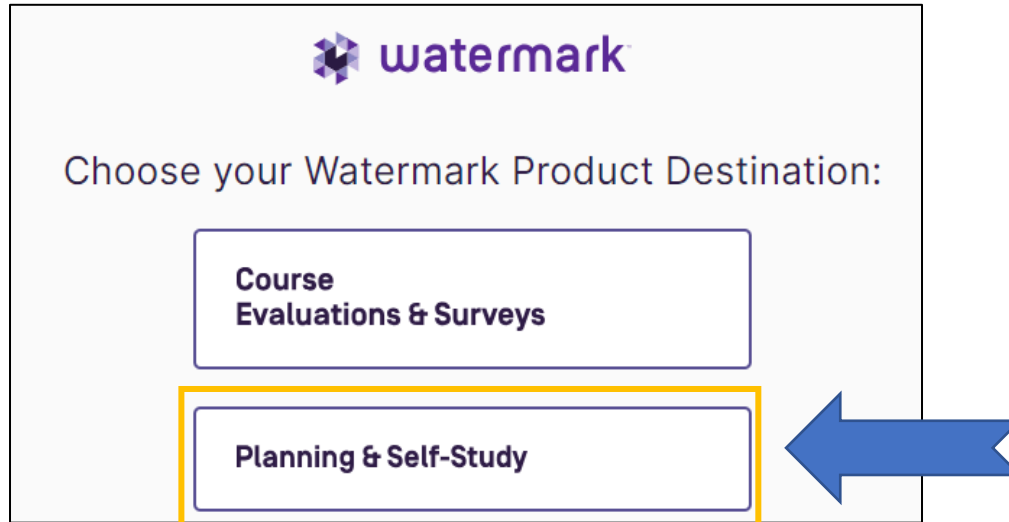 watermark
Choose your Watermark Product Destination:
Course
Evaluations & Surveys
Planning & Self-Study